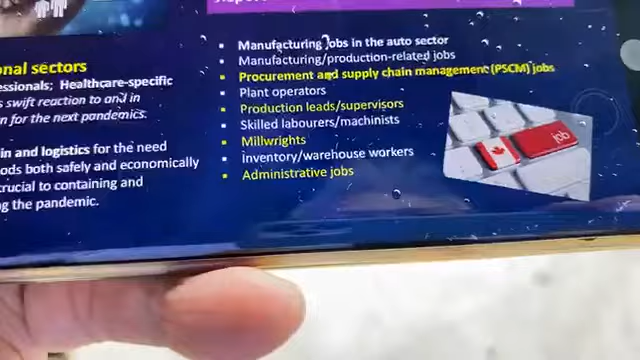 onal sectors
essionals; Healthcare-specific
s swift reaction to and in
n for the next pandemics.
in and logistics for the need
ods both safely and economically
crucial to containing and
g the pandemic.
Manufacturing Jobs in the auto sector
Manufacturing/production-related jobs
Procurement and supply chain management (PSCM) jobs
Plant operators
Production leads/supervisors
Skilled labourers/machinists
Millwrights
Inventory/warehouse workers
Administrative jobs
job